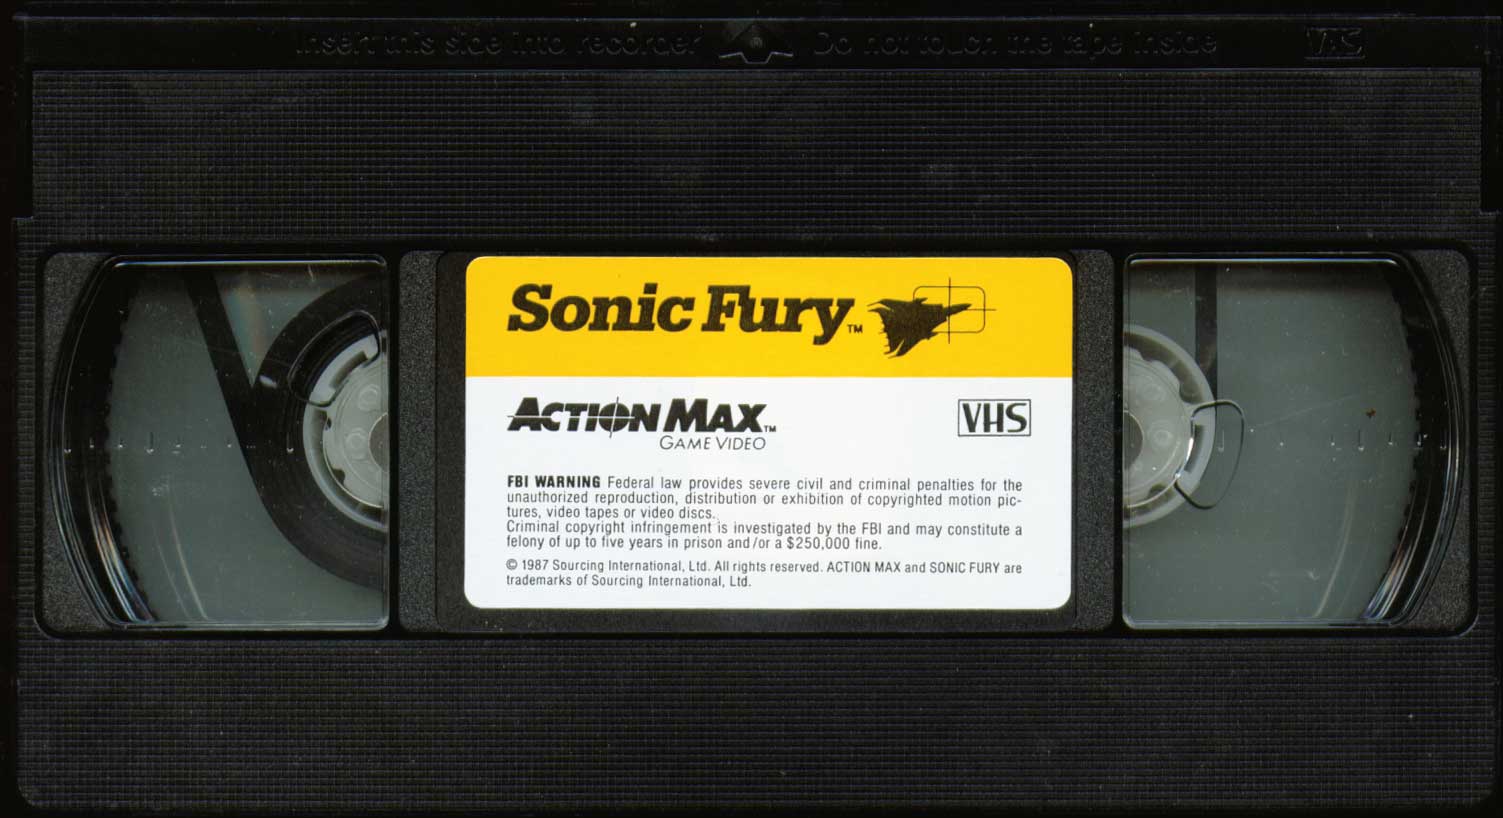 Insert this side into recorder Do not touch the tape inside VHS
Sonic Fury™
ACTION MAX™
GAME VIDEO
VHS
FBI WARNING Federal law provides severe civil and criminal penalties for the
unauthorized reproduction, distribution or exhibition of copyrighted motion pic-
tures, video tapes or video discs.
Criminal copyright infringement is investigated by the FBI and may constitute a
felony of up to five years in prison and/or a $250,000 fine.
© 1987 Sourcing International, Ltd. All rights reserved. ACTION MAX and SONIC FURY are
trademarks of Sourcing International, Ltd.